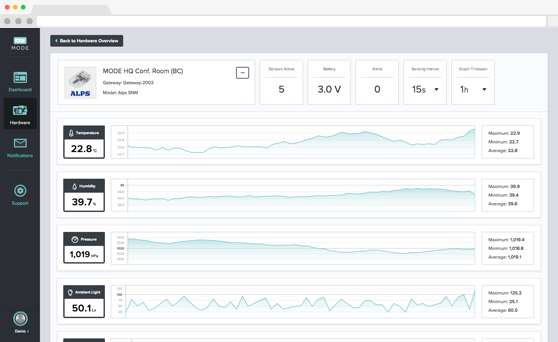 < Back to Hardware Overview
MODE
Dashboard
Hardware
Notifications
Support
Demo ›
ALPS
MODE HQ Conf. Room (BC)
Gateway: Gateway-2002
Model: Alps SNM
Sensors Active
5
Battery
3.0 V
Alerts
0
Sensing Interval
15s
Graph Timespan
1h
Temperature
22.8 °C
Maximum: 22.9
Minimum: 22.7
Average: 22.8
Humidity
39.7 %
Maximum: 39.9
Minimum: 39.4
Average: 39.6
Pressure
1,019 hPa
Maximum: 1,019.4
Minimum: 1,018.8
Average: 1,019.1
Ambient Light
50.1 Lx
Maximum: 125.2
Minimum: 25.1
Average: 60.5